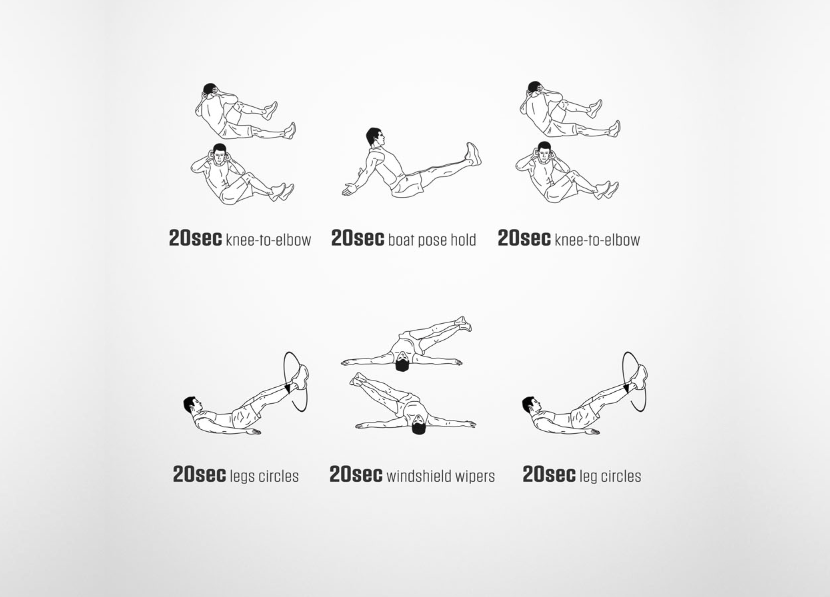 20sec knee-to-elbow
20sec boat pose hold
20sec knee-to-elbow
20sec legs circles
20sec windshield wipers
20sec leg circles